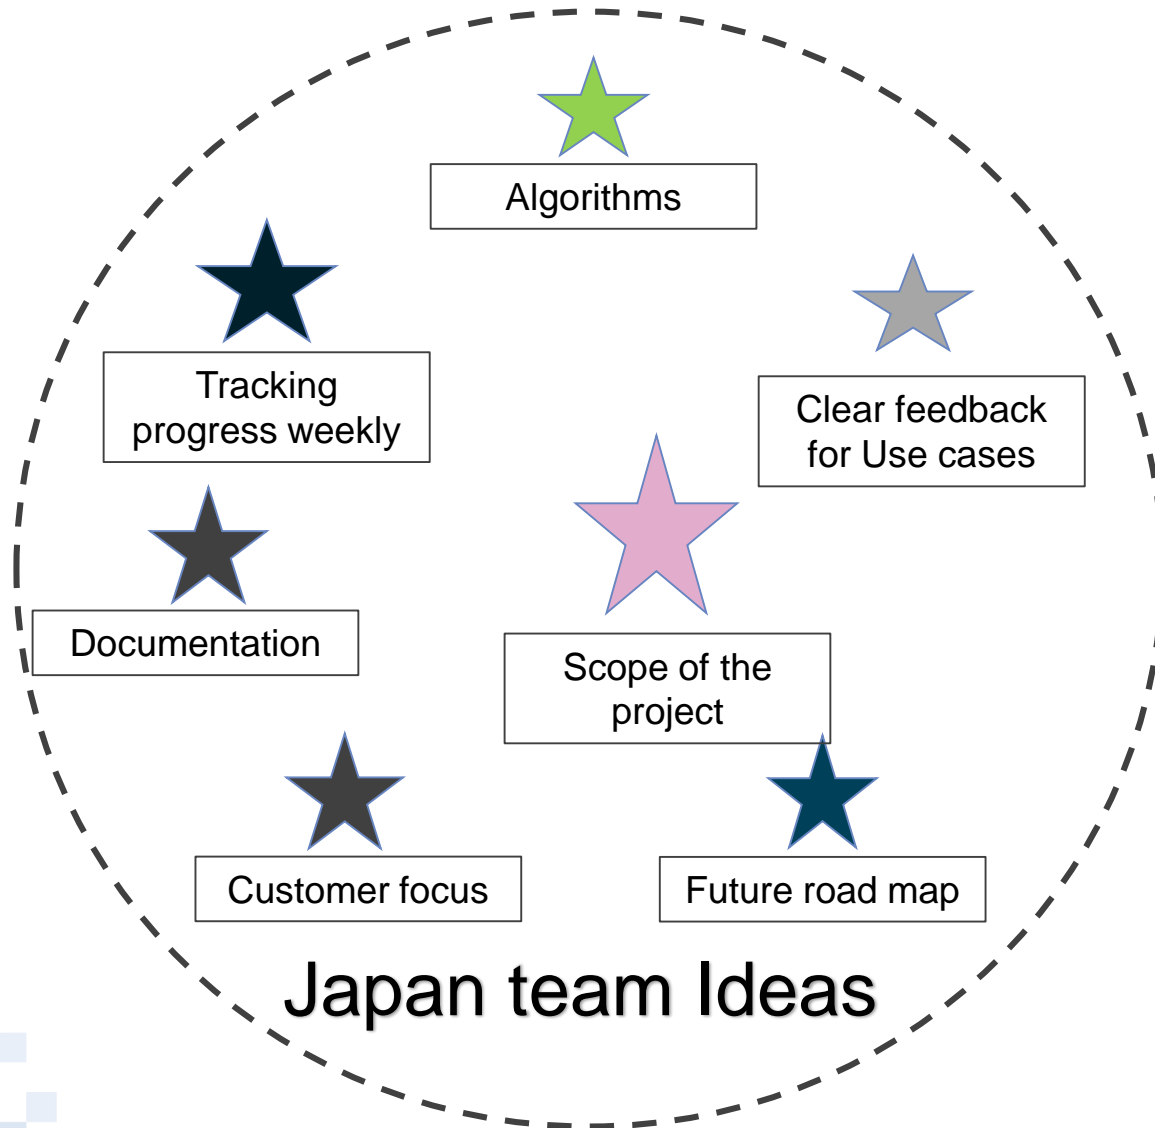 Algorithms
Tracking
progress weekly
Clear feedback
for Use cases
Documentation
Scope of the
project
Customer focus
Future road map
Japan team Ideas